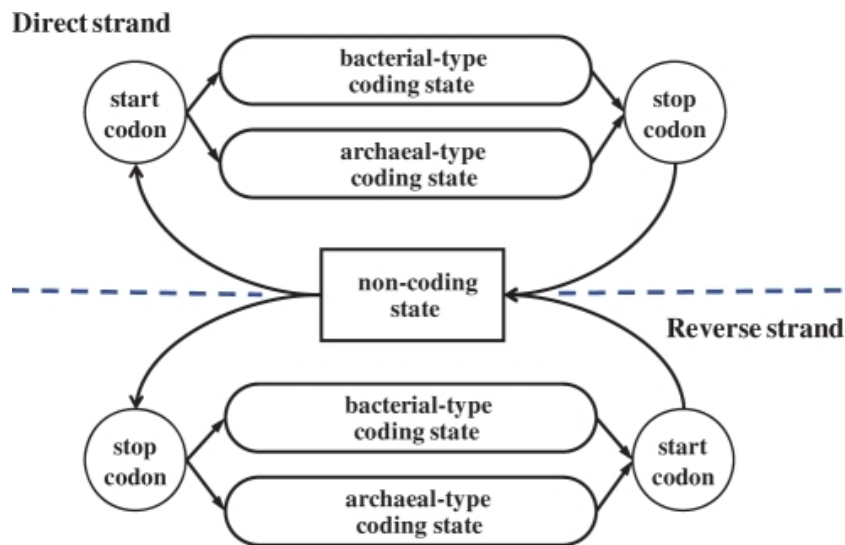 Direct strand
bacterial-type
coding state
start
codon
stop
codon
archaeal-type
coding state
non-coding
state
Reverse strand
bacterial-type
coding state
stop
codon
start
codon
archaeal-type
coding state